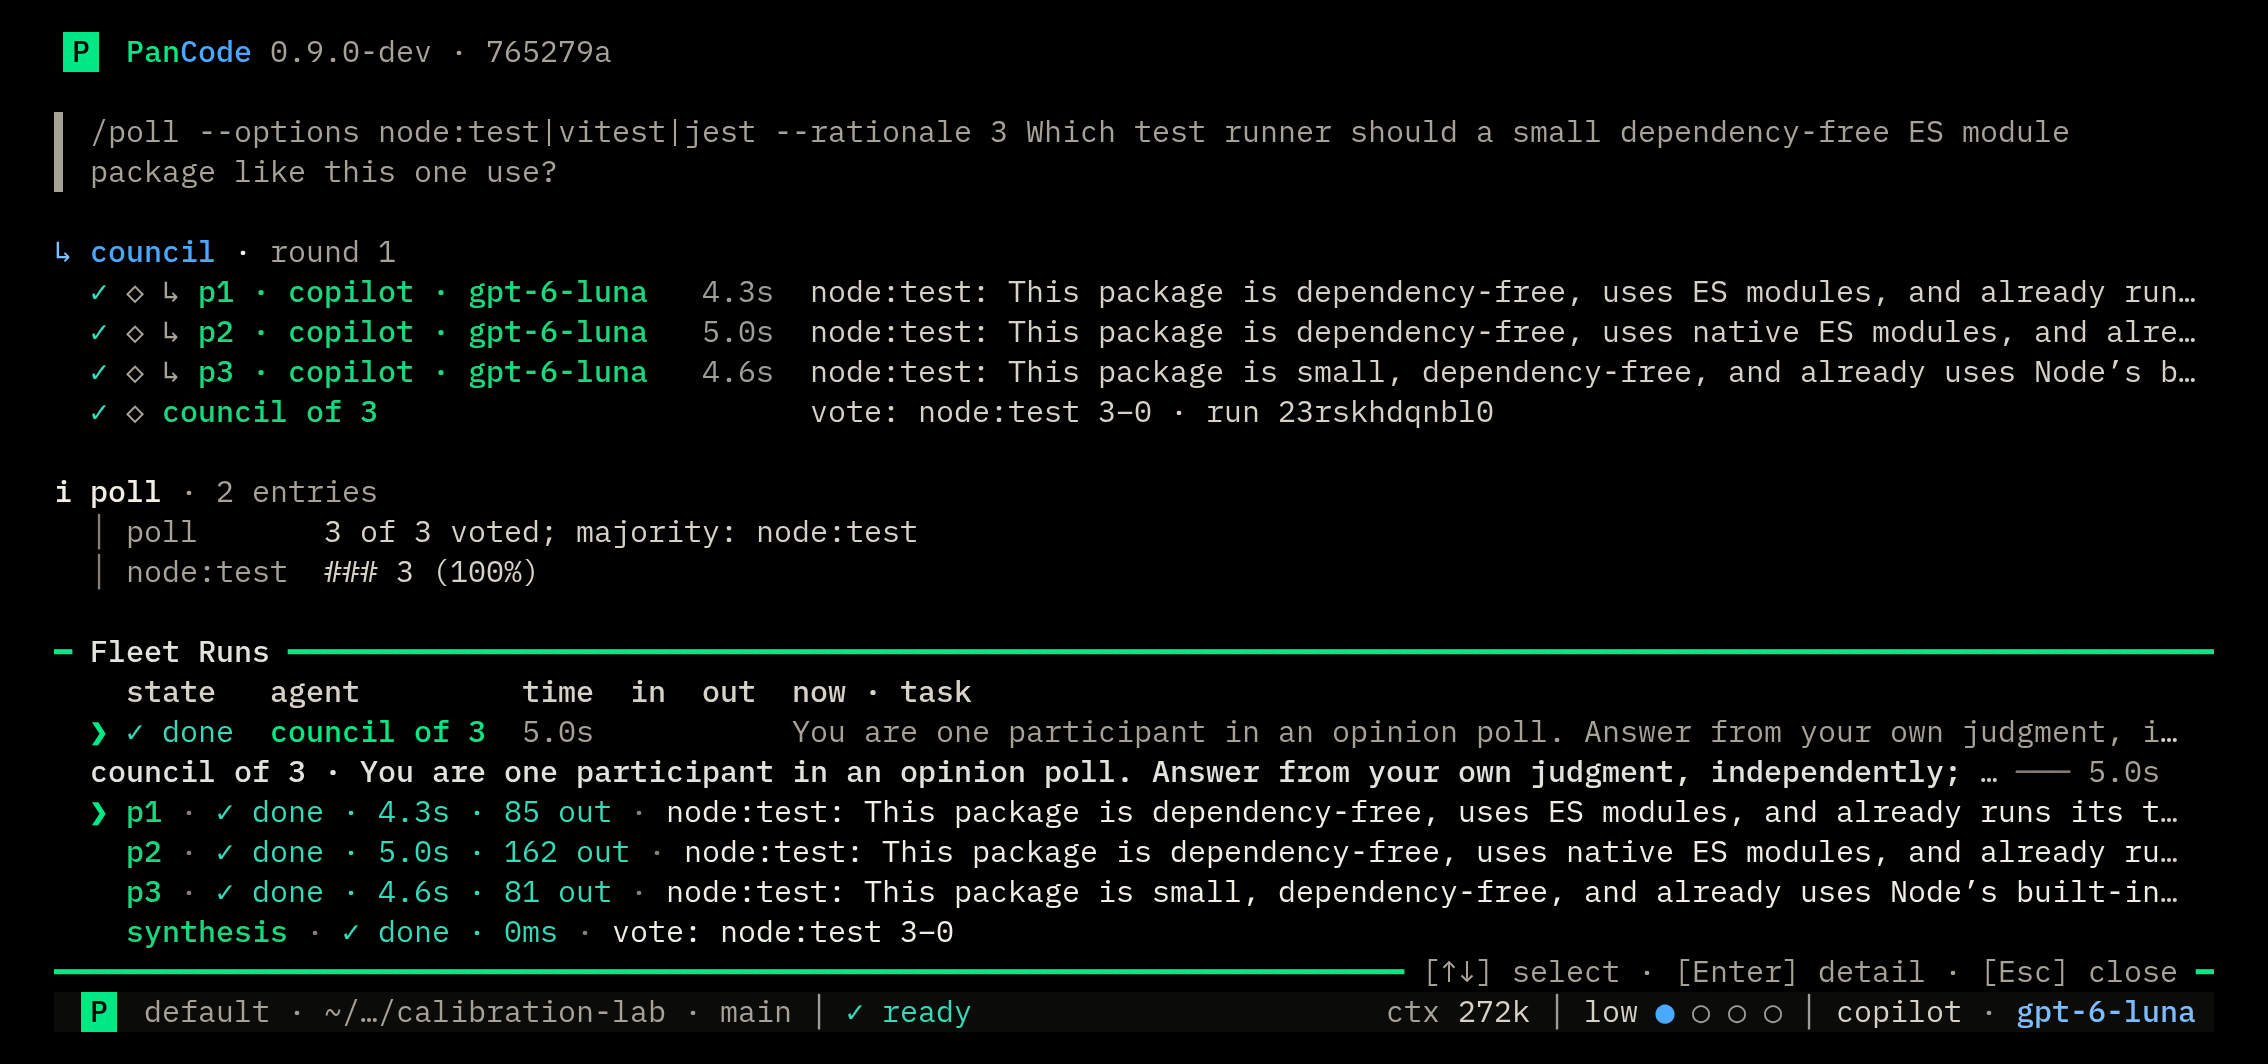 P PanCode 0.9.0-dev · 765279a
/poll --options node:test|vitest|jest --rationale 3 Which test runner should a small dependency-free ES module
package like this one use?
↳ council · round 1
✓ ◇ ↳ p1 · copilot · gpt-6-luna 4.3s node:test: This package is dependency-free, uses ES modules, and already run…
✓ ◇ ↳ p2 · copilot · gpt-6-luna 5.0s node:test: This package is dependency-free, uses native ES modules, and alre…
✓ ◇ ↳ p3 · copilot · gpt-6-luna 4.6s node:test: This package is small, dependency-free, and already uses Node’s b…
✓ ◇ council of 3 vote: node:test 3–0 · run 23rskhdqnbl0
i poll · 2 entries
│ poll 3 of 3 voted; majority: node:test
│ node:test ### 3 (100%)
─ Fleet Runs ─
state agent time in out now · task
❯ ✓ done council of 3 5.0s You are one participant in an opinion poll. Answer from your own judgment, i…
council of 3 · You are one participant in an opinion poll. Answer from your own judgment, independently; … ─── 5.0s
❯ p1 · ✓ done · 4.3s · 85 out · node:test: This package is dependency-free, uses ES modules, and already runs its t…
p2 · ✓ done · 5.0s · 162 out · node:test: This package is dependency-free, uses native ES modules, and already ru…
p3 · ✓ done · 4.6s · 81 out · node:test: This package is small, dependency-free, and already uses Node’s built-in…
synthesis · ✓ done · 0ms · vote: node:test 3–0
[↑↓] select · [Enter] detail · [Esc] close
P default · ~/…/calibration-lab · main │ ✓ ready ctx 272k │ low ● ○ ○ ○ │ copilot · gpt-6-luna